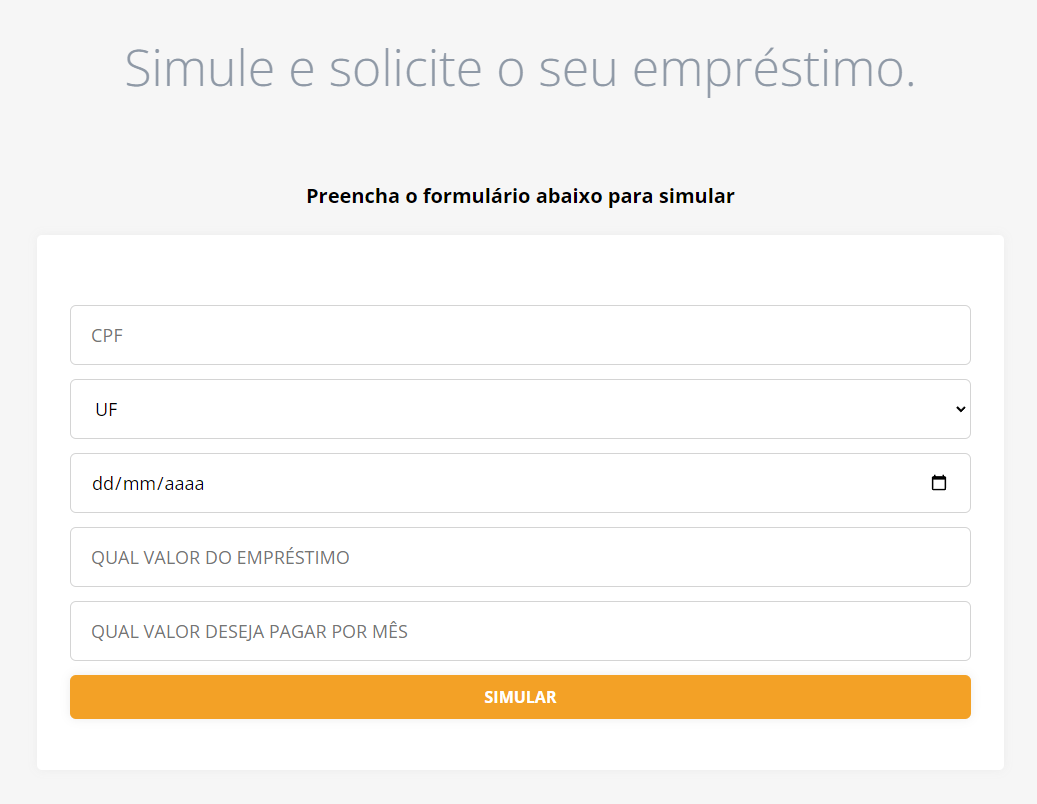 Simule e solicite o seu empréstimo.
Preencha o formulário abaixo para simular
CPF
UF
dd/mm/aaaa
QUAL VALOR DO EMPRÉSTIMO
QUAL VALOR DESEJA PAGAR POR MÊS
SIMULAR